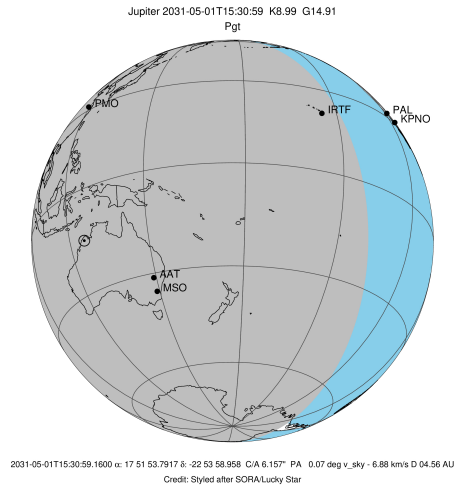 Jupiter 2031-05-01T15:30:59 K8.99 G14.91
Pgt
PMO
IRTF
PAL
KPNO
AAT
MSO
2031-05-01T15:30:59.1600 α: 17 51 53.7917 δ: -22 53 58.958 C/A 6.157" PA 0.07 deg v_sky - 6.88 km/s D 04.56 AU
Credit: Styled after SORA/Lucky Star